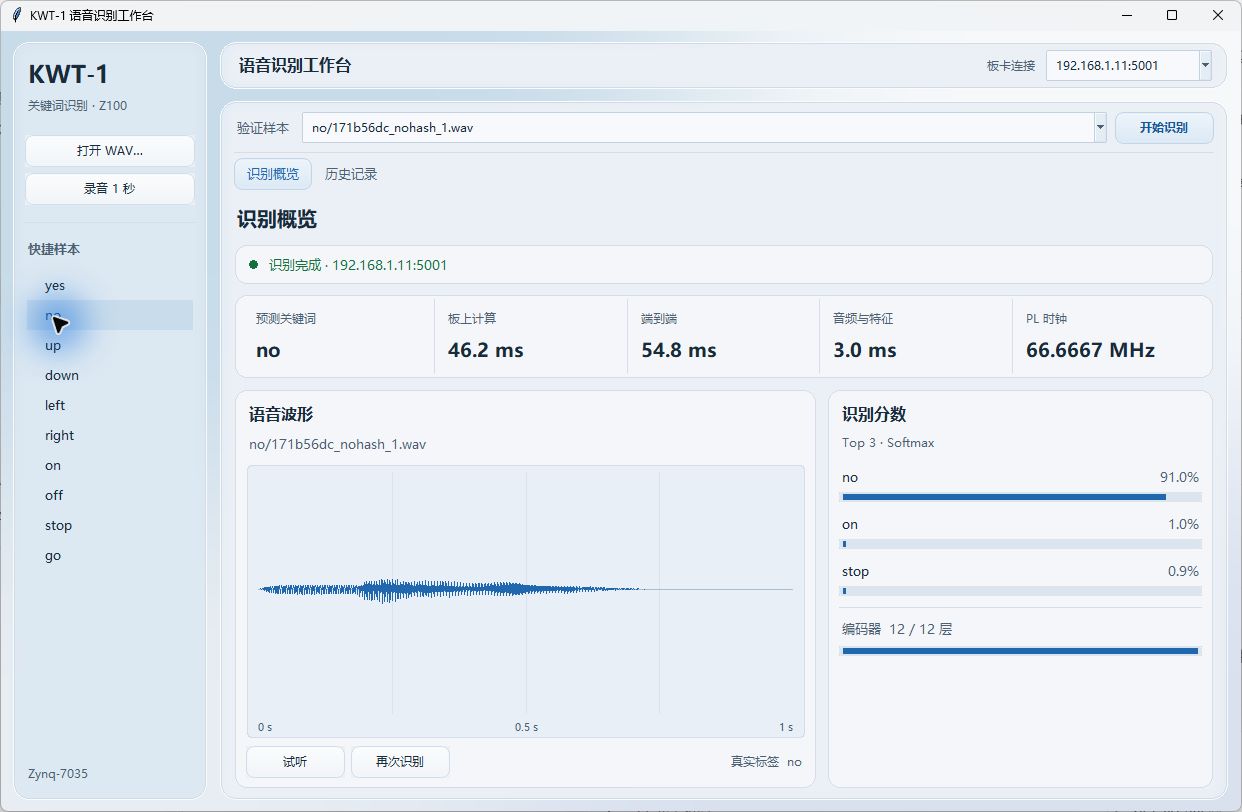 KWT-1 语音识别工作台
KWT-1
关键词识别 · Z100
打开 WAV...
录音 1 秒
快捷样本
yes
no
up
down
left
right
on
off
stop
go
Zynq-7035
语音识别工作台
板卡连接 192.168.1.11:5001
验证样本 no/171b56dc_nohash_1.wav 开始识别
识别概览 历史记录
识别概览
识别完成 · 192.168.1.11:5001
预测关键词
no
板上计算
46.2 ms
端到端
54.8 ms
音频与特征
3.0 ms
PL 时钟
66.6667 MHz
语音波形
no/171b56dc_nohash_1.wav
0 s 0.5 s 1 s
试听 再次识别 真实标签 no
识别分数
Top 3 · Softmax
no 91.0%
on 1.0%
stop 0.9%
编码器 12 / 12 层